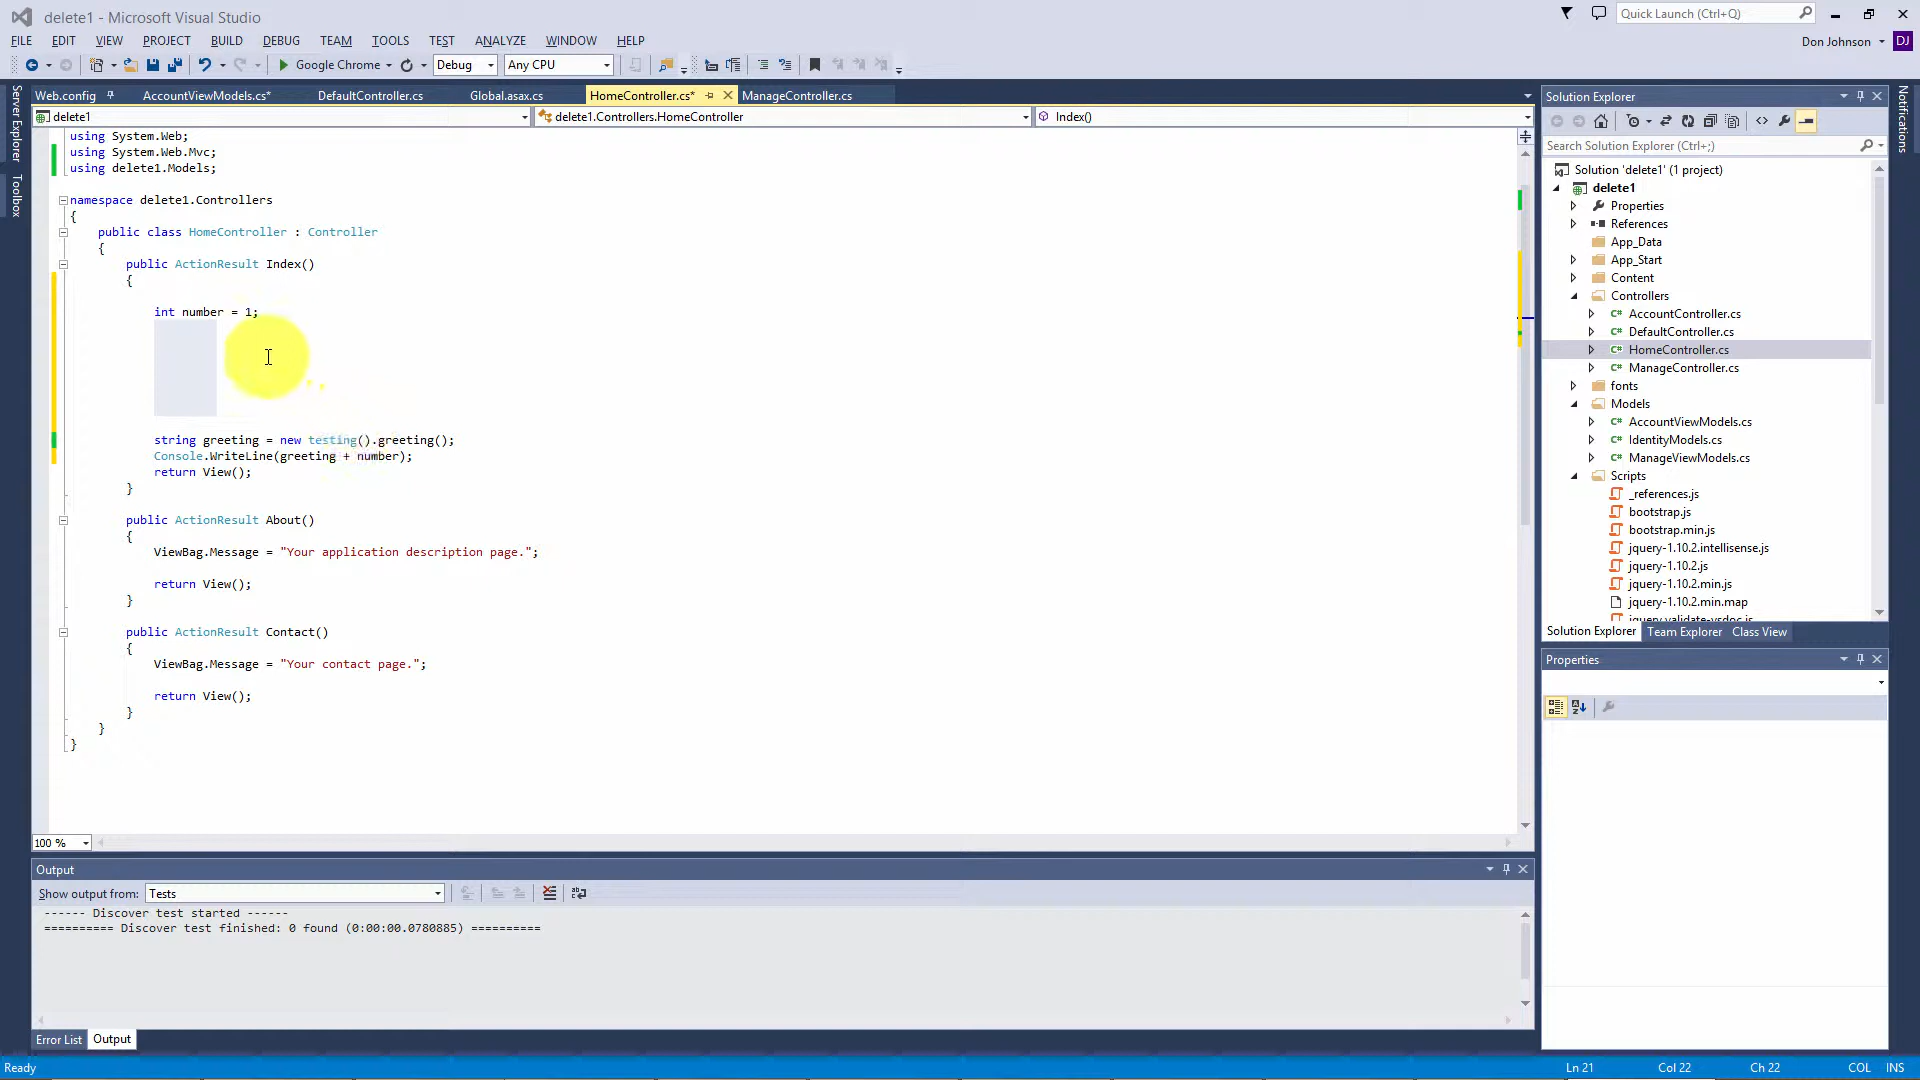 delete1 - Microsoft Visual Studio
Quick Launch (Ctrl+Q)
FILE EDIT VIEW PROJECT BUILD DEBUG TEAM TOOLS TEST ANALYZE WINDOW HELP
Don Johnson DJ
Google Chrome Debug Any CPU
Server Explorer
Toolbox
Notifications
Web.config AccountViewModels.cs* DefaultController.cs Global.asax.cs HomeController.cs* ManageController.cs
delete1 delete1.Controllers.HomeController Index()
using System.Web;
using System.Web.Mvc;
using delete1.Models;
namespace delete1.Controllers
{
public class HomeController : Controller
{
public ActionResult Index()
{
int number = 1;
string greeting = new testing().greeting();
Console.WriteLine(greeting + number);
return View();
}
public ActionResult About()
{
ViewBag.Message = "Your application description page.";
return View();
}
public ActionResult Contact()
{
ViewBag.Message = "Your contact page.";
return View();
}
}
}
100 %
Output
Show output from: Tests
------ Discover test started ------
========== Discover test finished: 0 found (0:00:00.0780885) ==========
Error List Output
Solution Explorer
Search Solution Explorer (Ctrl+;)
Solution 'delete1' (1 project)
delete1
Properties
References
App_Data
App_Start
Content
Controllers
C# AccountController.cs
C# DefaultController.cs
C# HomeController.cs
C# ManageController.cs
fonts
Models
C# AccountViewModels.cs
C# IdentityModels.cs
C# ManageViewModels.cs
Scripts
_references.js
bootstrap.js
bootstrap.min.js
jquery-1.10.2.intellisense.js
jquery-1.10.2.js
jquery-1.10.2.min.js
jquery-1.10.2.min.map
jquery.validate-vsdoc.js
Solution Explorer Team Explorer Class View
Properties
Ready Ln 21 Col 22 Ch 22 COL INS